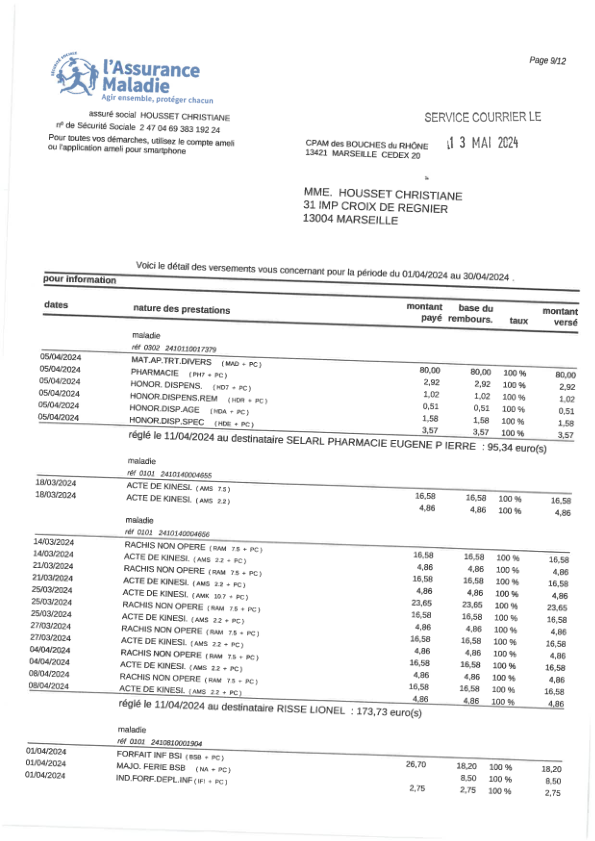 Page 9/12
SÉCURITÉ SOCIALE
l'Assurance
Maladie
Agir ensemble, protéger chacun
assuré social HOUSSET CHRISTIANE
n° de Sécurité Sociale 2 47 04 69 383 192 24
Pour toutes vos démarches, utilisez le compte ameli
ou l'application ameli pour smartphone
SERVICE COURRIER LE
13 MAI 2024
CPAM des BOUCHES du RHÔNE
13421 MARSEILLE CEDEX 20
MME. HOUSSET CHRISTIANE
31 IMP CROIX DE REGNIER
13004 MARSEILLE
Voici le détail des versements vous concernant pour la période du 01/04/2024 au 30/04/2024 .
pour information
dates nature des prestations montant payé base du rembours. taux montant versé
maladie
réf 0302 2410110017379
05/04/2024 MAT.AP.TRT.DIVERS ( MAD + PC ) 80,00 80,00 100 % 80,00
05/04/2024 PHARMACIE ( PH7 + PC ) 2,92 2,92 100 % 2,92
05/04/2024 HONOR. DISPENS. ( HD7 + PC ) 1,02 1,02 100 % 1,02
05/04/2024 HONOR.DISPENS.REM ( HDR + PC ) 0,51 0,51 100 % 0,51
05/04/2024 HONOR.DISP.AGE ( HDA + PC ) 1,58 1,58 100 % 1,58
05/04/2024 HONOR.DISP.SPEC ( HDE + PC ) 3,57 3,57 100 % 3,57
réglé le 11/04/2024 au destinataire SELARL PHARMACIE EUGENE P IERRE : 95,34 euro(s)
maladie
réf 0101 2410140004655
18/03/2024 ACTE DE KINESI. ( AMS 7.5 ) 16,58 16,58 100 % 16,58
18/03/2024 ACTE DE KINESI. ( AMS 2.2 ) 4,86 4,86 100 % 4,86
maladie
réf 0101 2410140004656
14/03/2024 RACHIS NON OPERE ( RAM 7.5 + PC ) 16,58 16,58 100 % 16,58
14/03/2024 ACTE DE KINESI. ( AMS 2.2 + PC ) 4,86 4,86 100 % 4,86
21/03/2024 RACHIS NON OPERE ( RAM 7.5 + PC ) 16,58 16,58 100 % 16,58
21/03/2024 ACTE DE KINESI. ( AMS 2.2 + PC ) 4,86 4,86 100 % 4,86
25/03/2024 ACTE DE KINESI. ( AMK 10.7 + PC ) 23,65 23,65 100 % 23,65
25/03/2024 RACHIS NON OPERE ( RAM 7.5 + PC ) 16,58 16,58 100 % 16,58
25/03/2024 ACTE DE KINESI. ( AMS 2.2 + PC ) 4,86 4,86 100 % 4,86
27/03/2024 RACHIS NON OPERE ( RAM 7.5 + PC ) 16,58 16,58 100 % 16,58
27/03/2024 ACTE DE KINESI. ( AMS 2.2 + PC ) 4,86 4,86 100 % 4,86
04/04/2024 RACHIS NON OPERE ( RAM 7.5 + PC ) 16,58 16,58 100 % 16,58
04/04/2024 ACTE DE KINESI. ( AMS 2.2 + PC ) 4,86 4,86 100 % 4,86
08/04/2024 RACHIS NON OPERE ( RAM 7.5 + PC ) 16,58 16,58 100 % 16,58
08/04/2024 ACTE DE KINESI. ( AMS 2.2 + PC ) 4,86 4,86 100 % 4,86
réglé le 11/04/2024 au destinataire RISSE LIONEL : 173,73 euro(s)
maladie
réf 0101 2410810001904
01/04/2024 FORFAIT INF BSI ( BSB + PC ) 26,70 18,20 100 % 18,20
01/04/2024 MAJO. FERIE BSB ( NA + PC ) 8,50 100 % 8,50
01/04/2024 IND.FORF.DEPL.INF ( IFI + PC ) 2,75 2,75 100 % 2,75